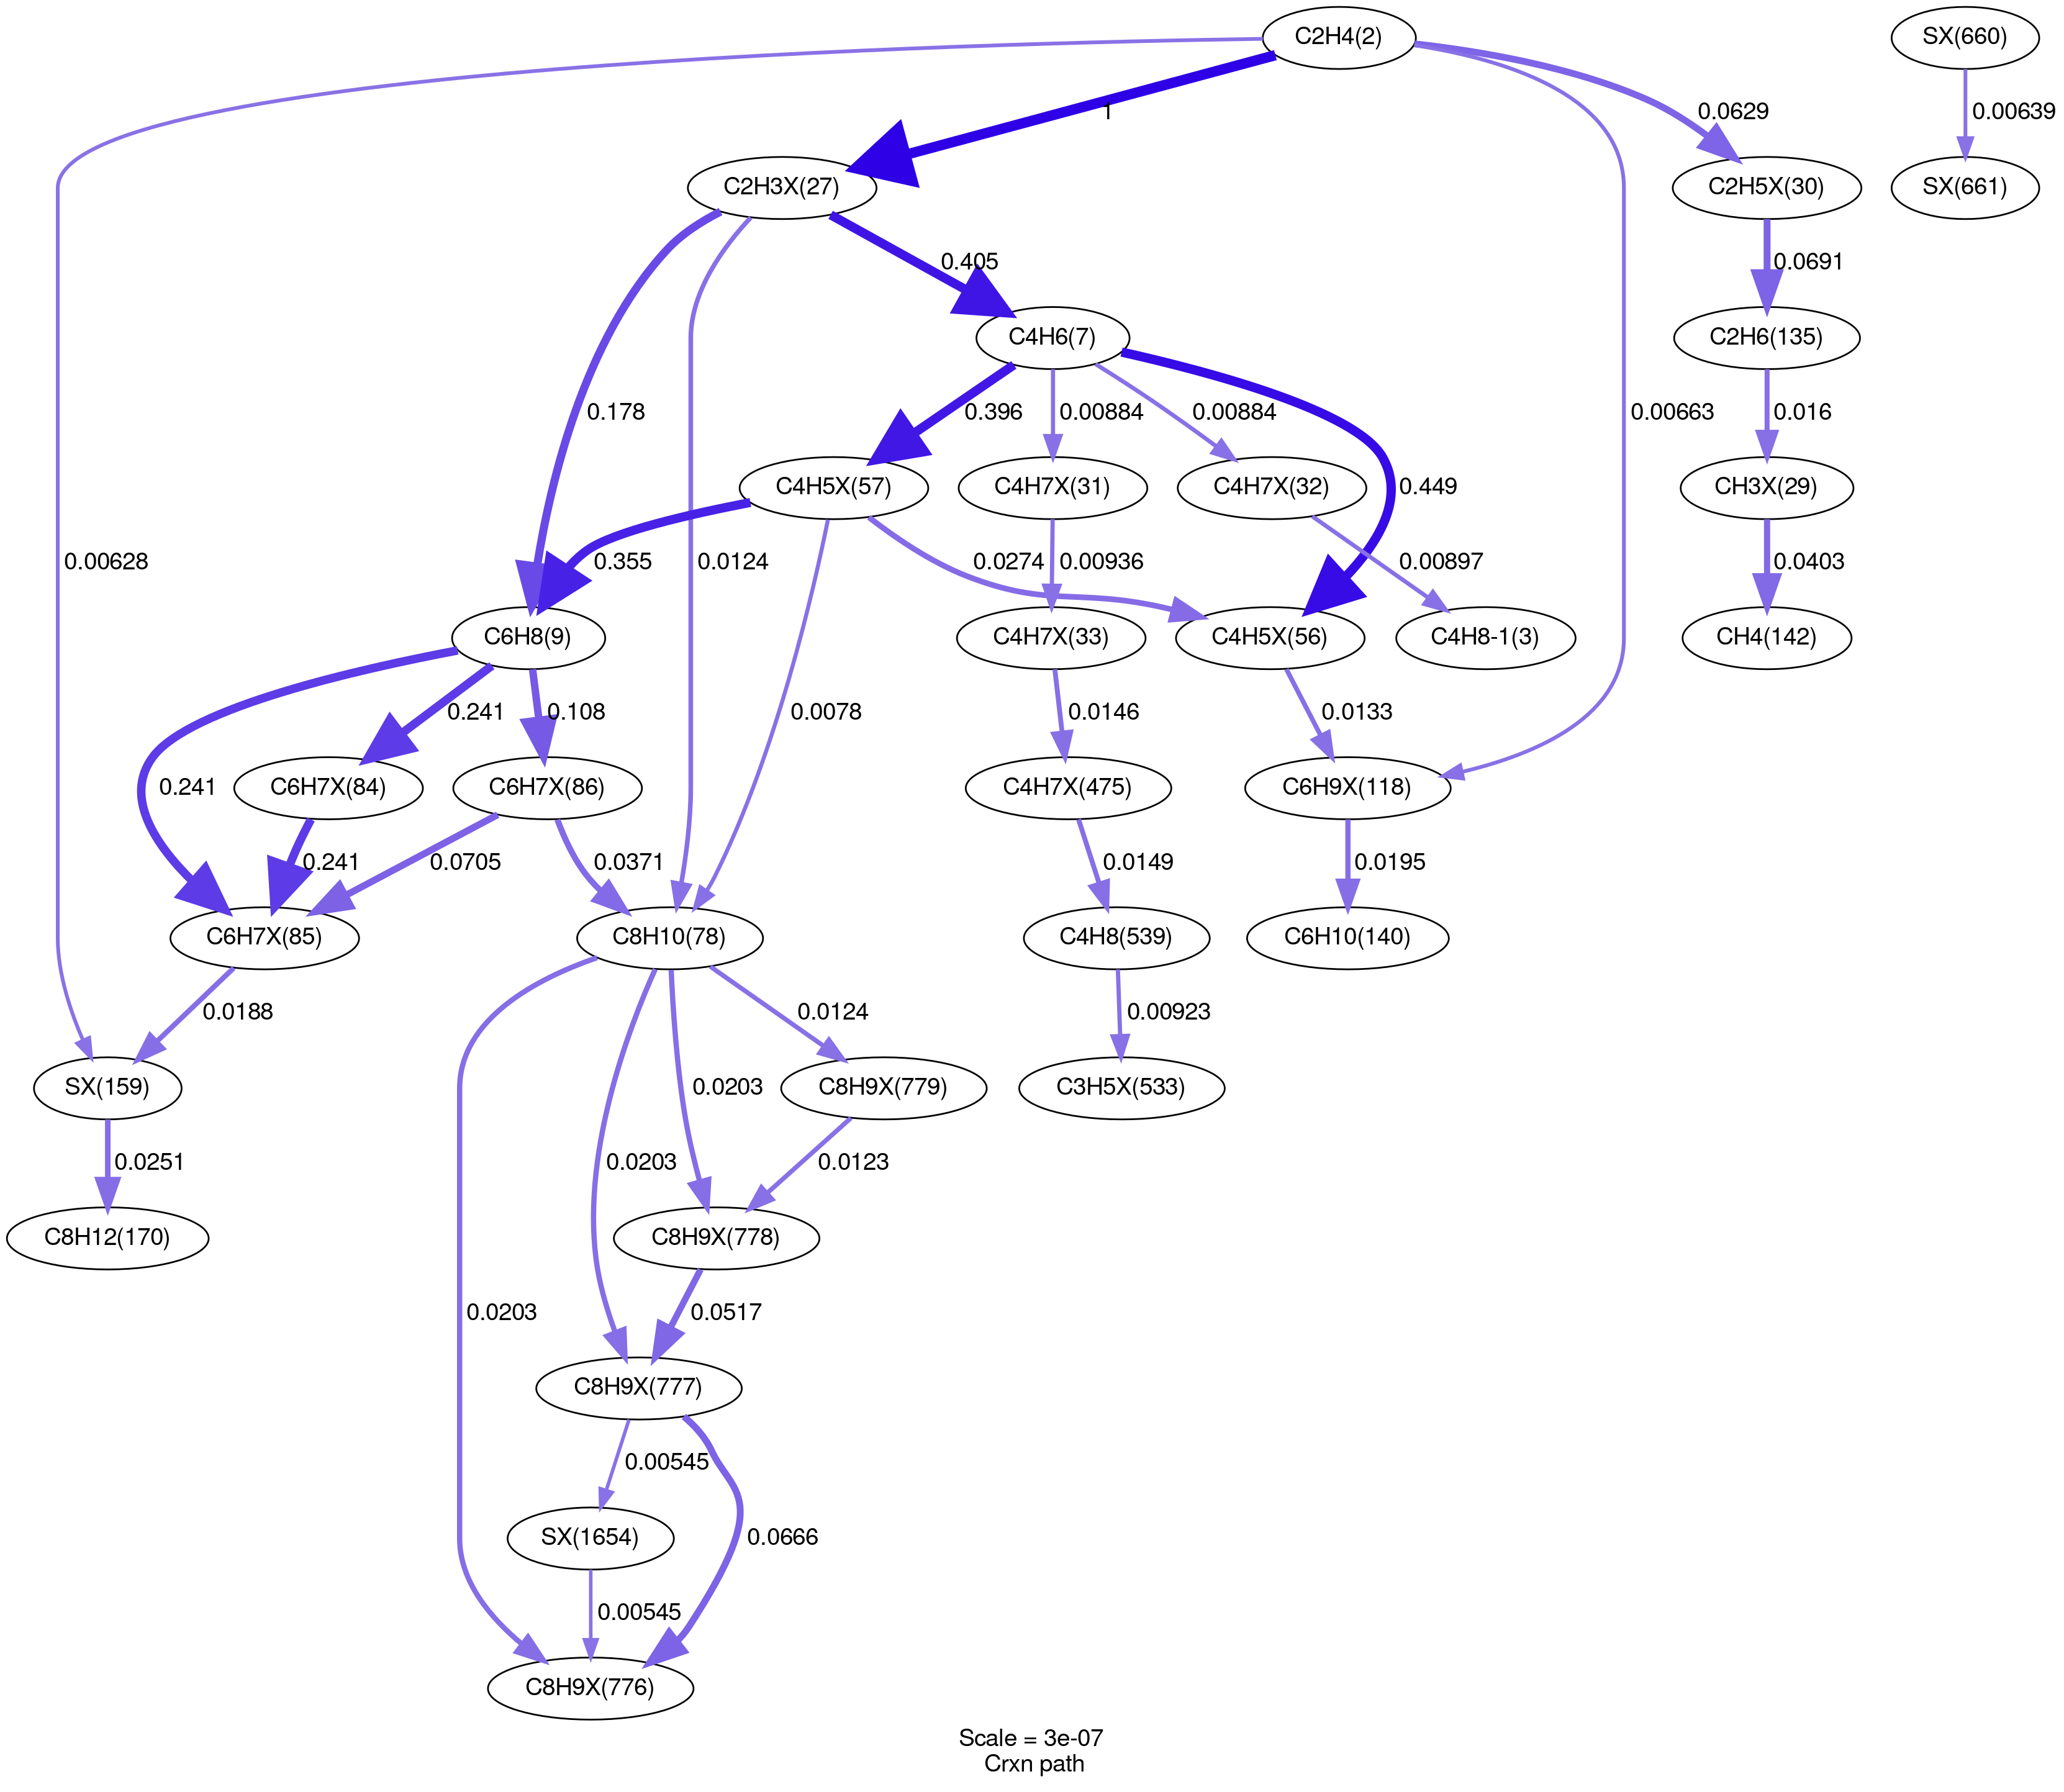 C2H4(2)
SX(660)
1
0.0629
0.00639
C2H3X(27)
C2H5X(30)
SX(661)
0.405
0.0691
C4H6(7)
C2H6(135)
0.178
0.396
0.00884
0.00884
0.00663
0.016
C4H5X(57)
C4H7X(31)
C4H7X(32)
0.449
CH3X(29)
0.00628
0.355
0.0124
0.0274
0.00936
0.00897
0.0403
C6H8(9)
C4H7X(33)
C4H5X(56)
C4H8-1(3)
CH4(142)
0.241
0.108
0.0078
0.0146
0.0133
0.241
C6H7X(84)
C6H7X(86)
C4H7X(475)
C6H9X(118)
0.241
0.0705
0.0371
0.0149
0.0195
C6H7X(85)
C8H10(78)
C4H8(539)
C6H10(140)
0.0188
0.0124
0.00923
SX(159)
0.0203
C8H9X(779)
C3H5X(533)
0.0251
0.0203
0.0123
C8H12(170)
C8H9X(778)
0.0203
0.0517
C8H9X(777)
0.00545
SX(1654)
0.0666
0.00545
C8H9X(776)
Scale = 3e-07
Crxn path